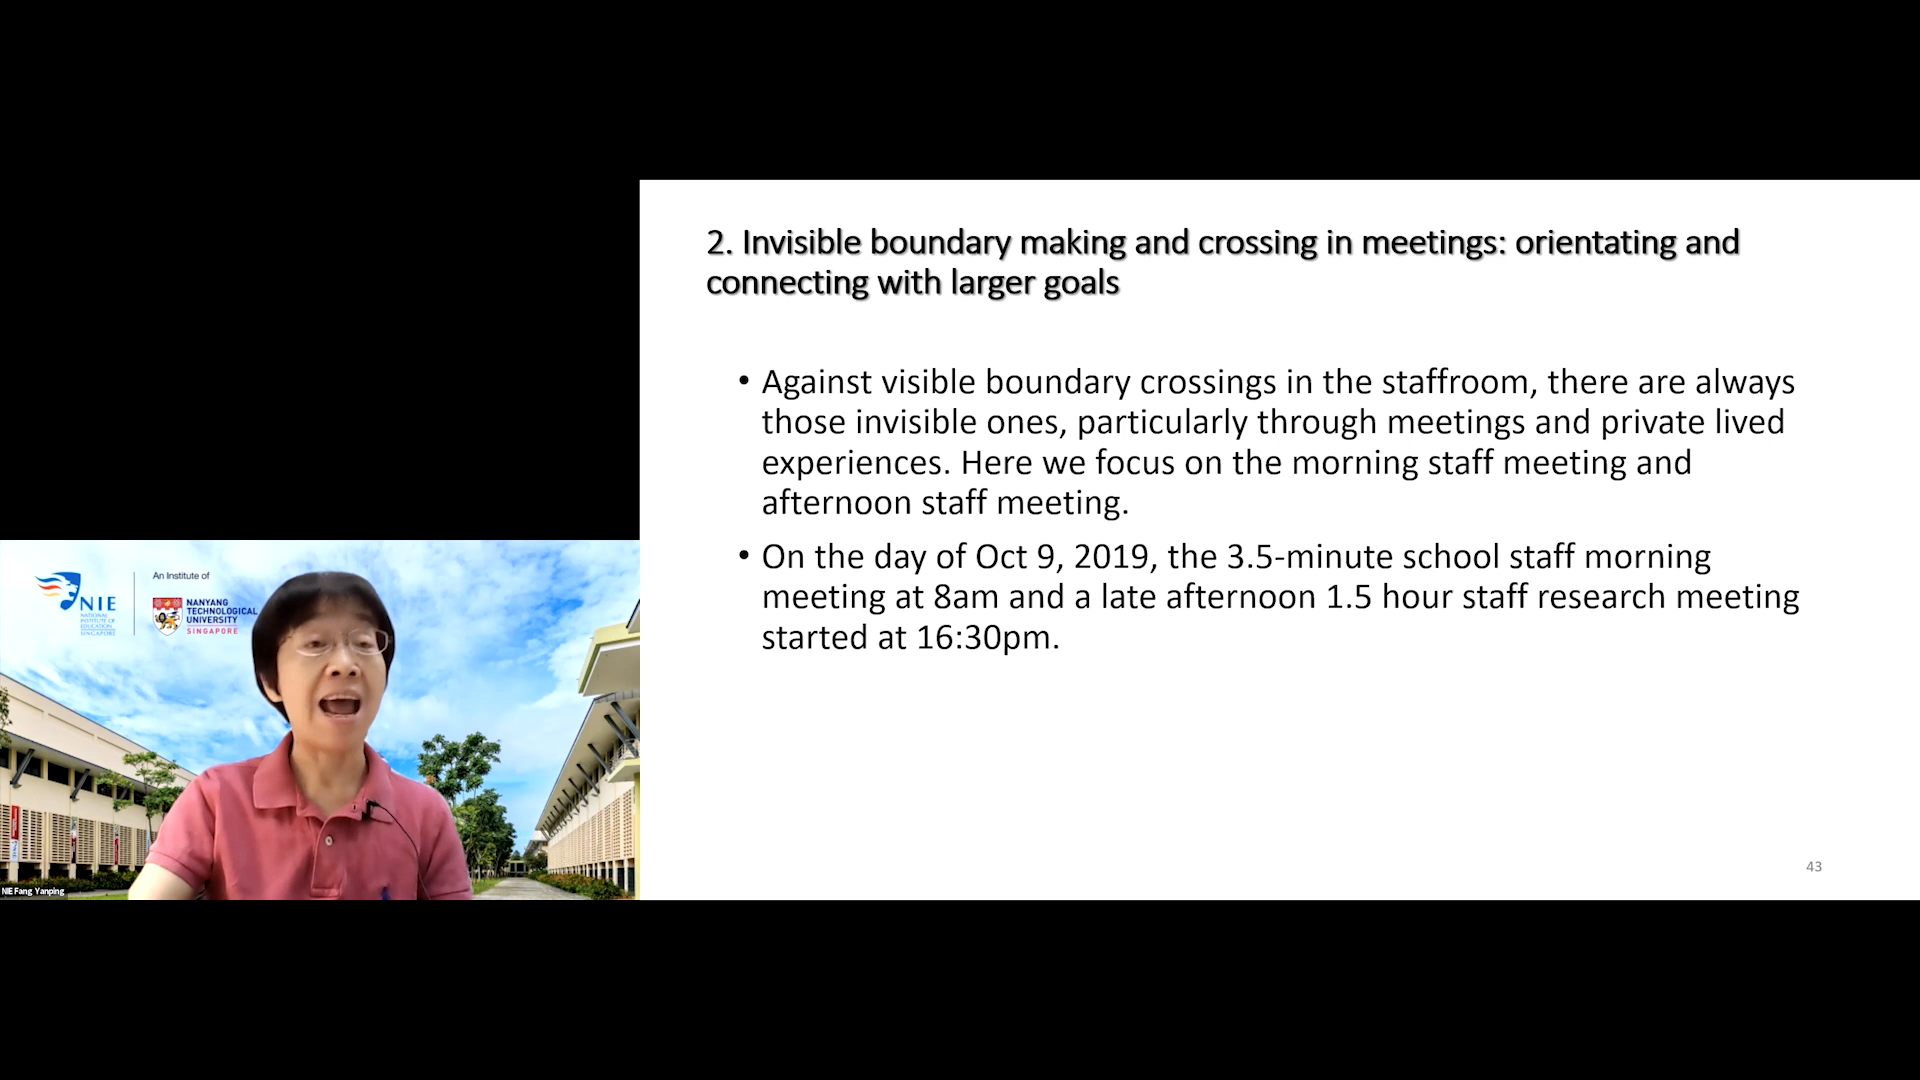 2. Invisible boundary making and crossing in meetings: orientating and
connecting with larger goals
• Against visible boundary crossings in the staffroom, there are always
those invisible ones, particularly through meetings and private lived
experiences. Here we focus on the morning staff meeting and
afternoon staff meeting.
• On the day of Oct 9, 2019, the 3.5-minute school staff morning
meeting at 8am and a late afternoon 1.5 hour staff research meeting
started at 16:30pm.
43
NIE
NATIONAL
INSTITUTE OF
EDUCATION
SINGAPORE
An Institute of
NANYANG
TECHNOLOGICAL
UNIVERSITY
SINGAPORE
NIE Fang Yanping